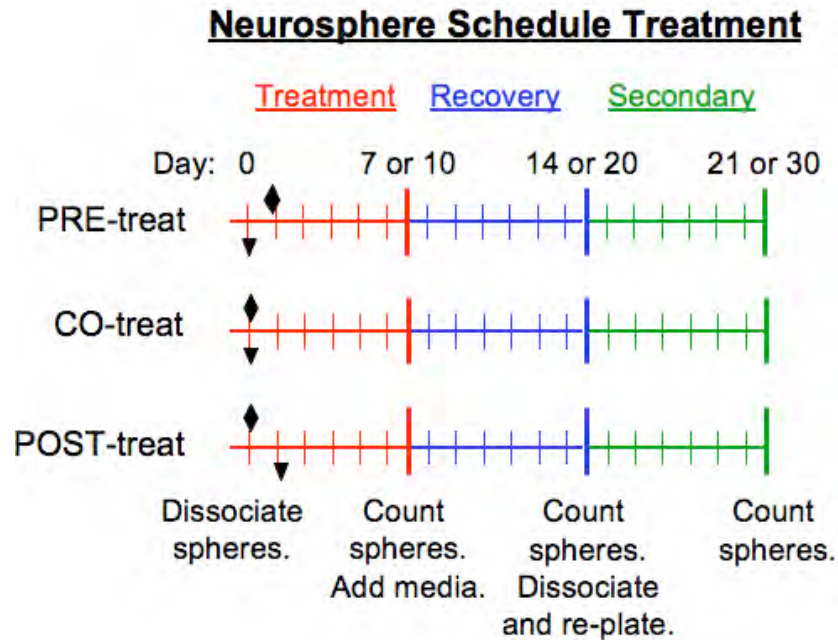 Neurosphere Schedule Treatment
Treatment Recovery Secondary
Day: 0 7 or 10 14 or 20 21 or 30
PRE-treat
CO-treat
POST-treat
Dissociate Count Count Count
spheres. spheres. spheres. spheres.
Add media. Dissociate
and re-plate.